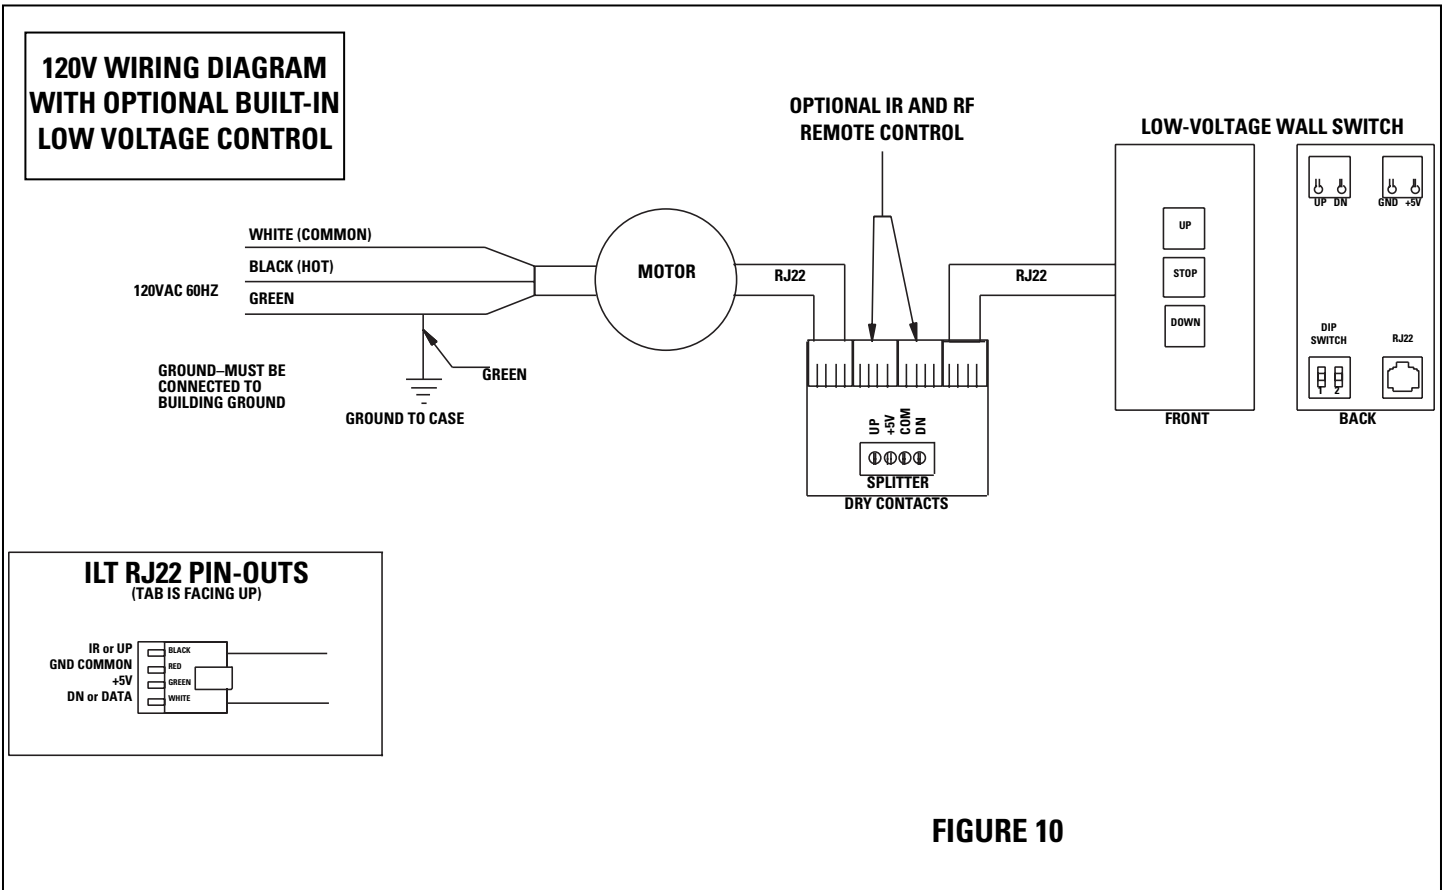 120V WIRING DIAGRAM
WITH OPTIONAL BUILT-IN
LOW VOLTAGE CONTROL
OPTIONAL IR AND RF
REMOTE CONTROL
LOW-VOLTAGE WALL SWITCH
WHITE (COMMON)
BLACK (HOT)
120VAC 60HZ
GREEN
GROUND–MUST BE
CONNECTED TO
BUILDING GROUND
GREEN
GROUND TO CASE
MOTOR
RJ22
RJ22
UP
+5V
COM
DN
SPLITTER
DRY CONTACTS
UP
STOP
DOWN
FRONT
UP DN
GND +5V
DIP
SWITCH
1 2
RJ22
BACK
ILT RJ22 PIN-OUTS
(TAB IS FACING UP)
IR or UP
BLACK
GND COMMON
RED
+5V
GREEN
DN or DATA
WHITE
FIGURE 10